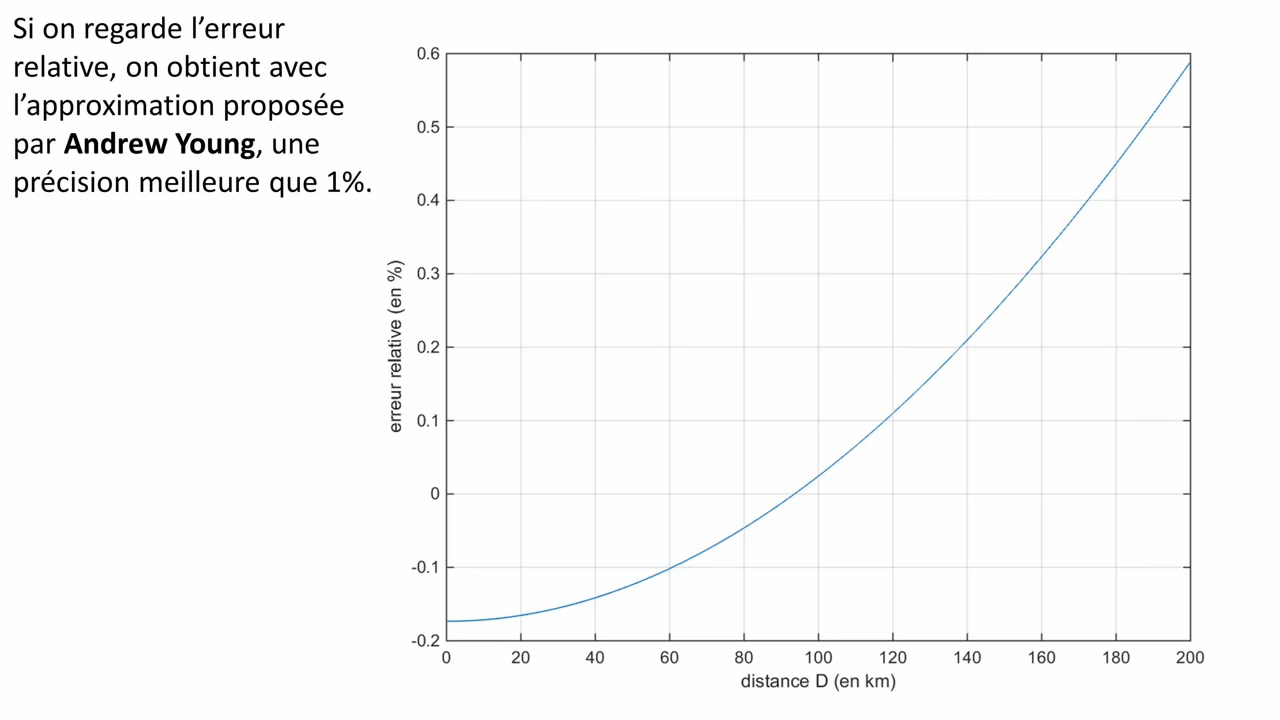 Si on regarde l’erreur
relative, on obtient avec
l’approximation proposée
par Andrew Young, une
précision meilleure que 1%.
0.6
0.5
0.4
0.3
0.2
0.1
0
-0.1
-0.2
erreur relative (en %)
0 20 40 60 80 100 120 140 160 180 200
distance D (en km)